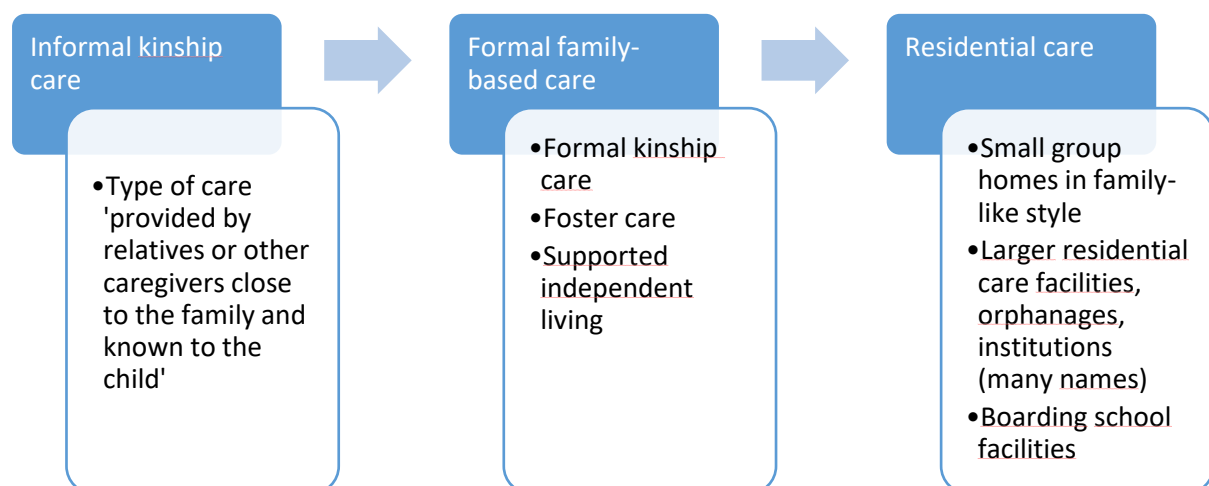 Informal kinship
care
•Type of care
'provided by
relatives or other
caregivers close
to the family and
known to the
child'
Formal family-
based care
•Formal kinship
care
•Foster care
•Supported
independent
living
Residential care
•Small group
homes in family-
like style
•Larger residential
care facilities,
orphanages,
institutions
(many names)
•Boarding school
facilities